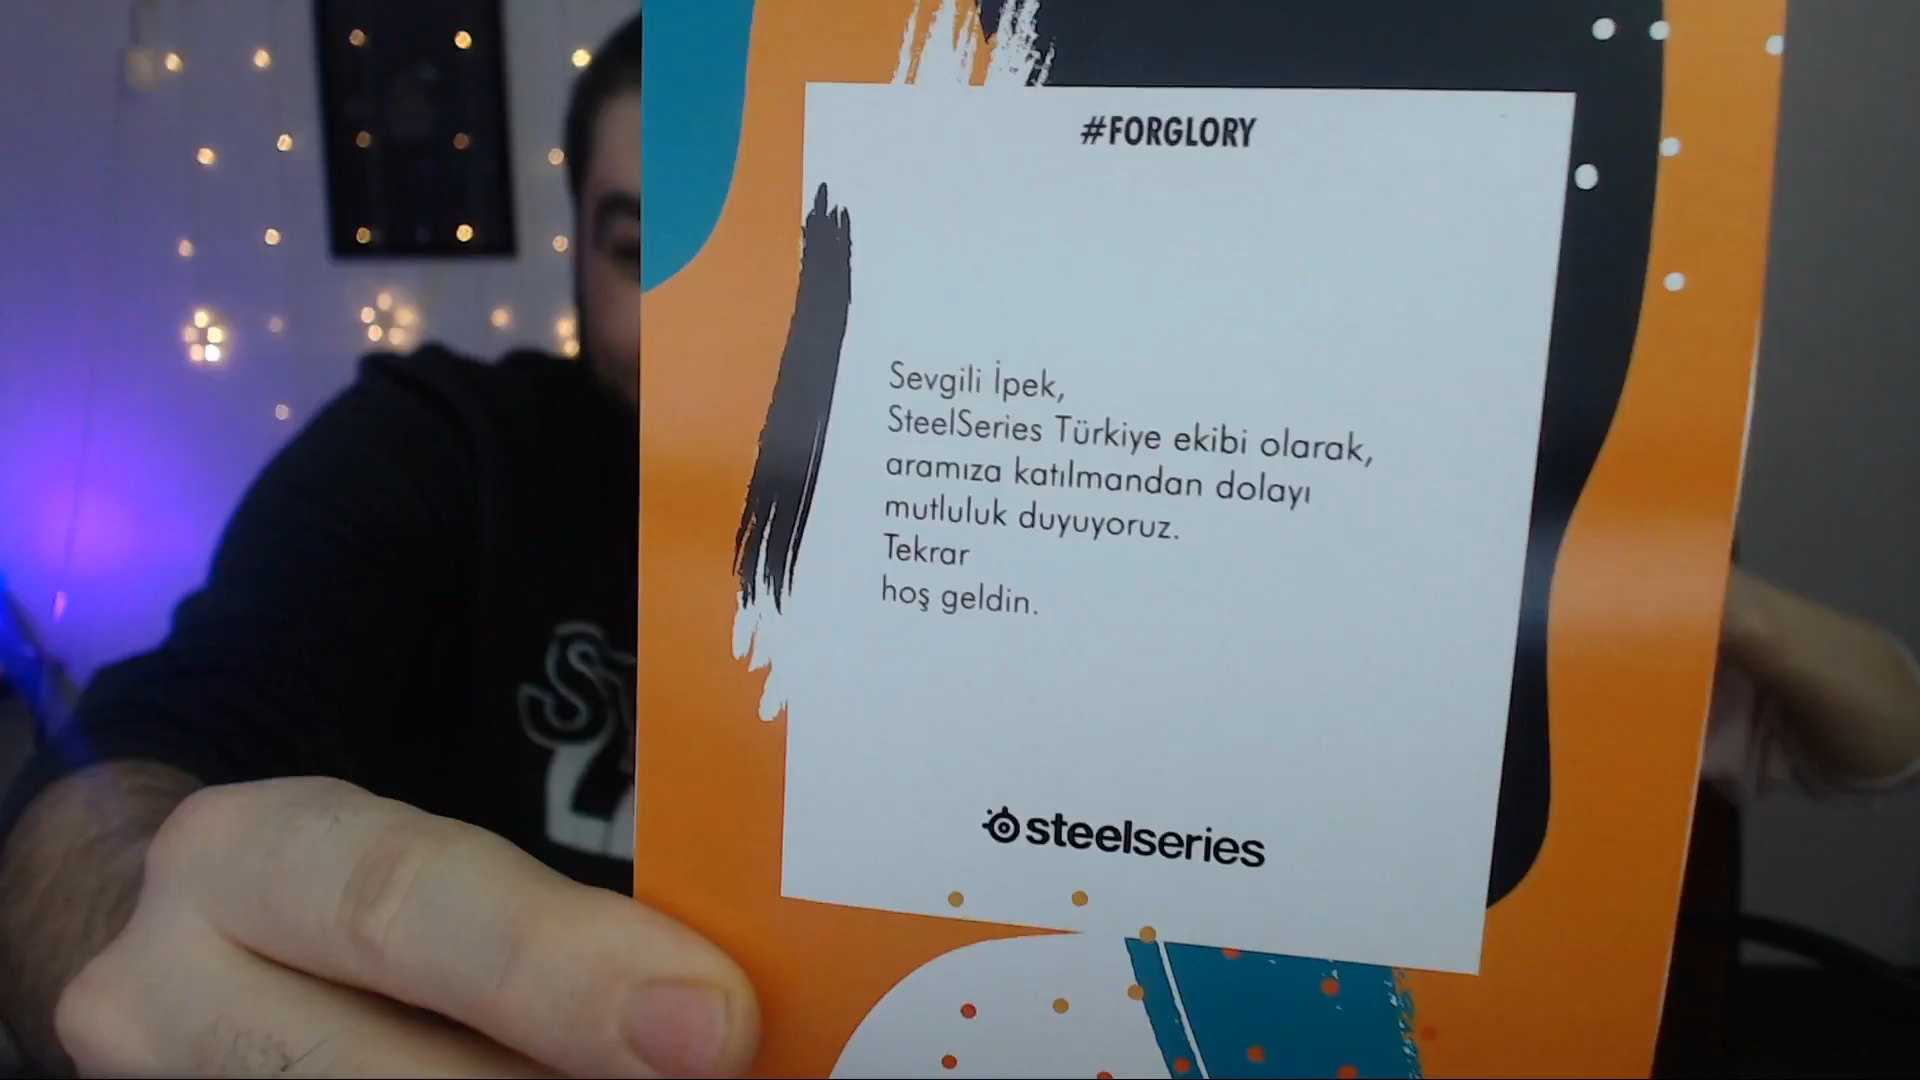 #FORGLORY
Sevgili İpek,
SteelSeries Türkiye ekibi olarak,
aramıza katılmandan dolayı
mutluluk duyuyoruz.
Tekrar
hoş geldin.
steelseries